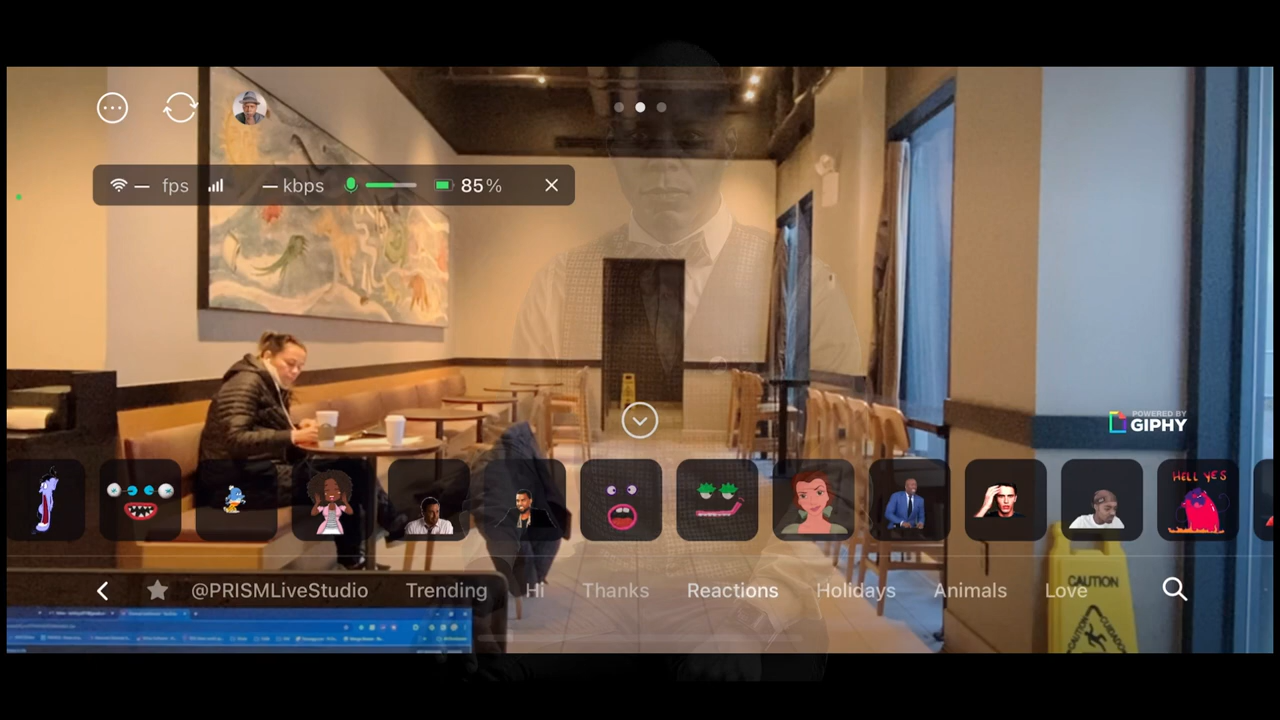 fps
kbps
85%
POWERED BY
GIPHY
HELL YES
@PRISMLiveStudio Trending Hi Thanks Reactions Holidays Animals Love
CAUTION